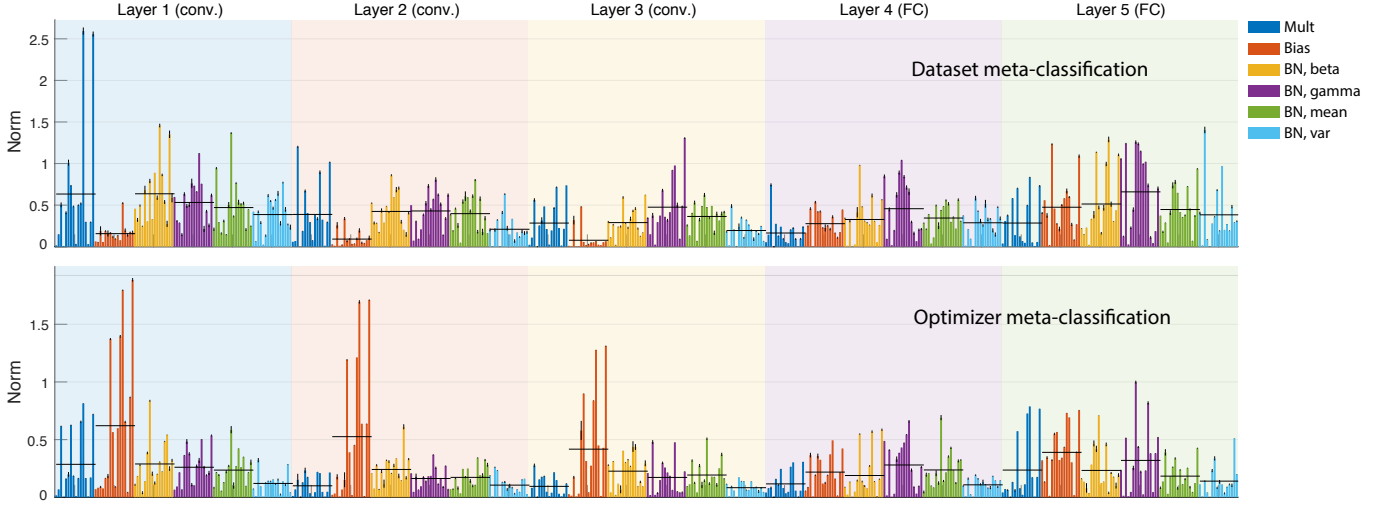 Layer 1 (conv.) Layer 2 (conv.) Layer 3 (conv.) Layer 4 (FC) Layer 5 (FC)
Norm
2.5
2
1.5
1
0.5
0
Dataset meta-classification
Mult
Bias
BN, beta
BN, gamma
BN, mean
BN, var
Norm
1.5
1
0.5
0
Optimizer meta-classification